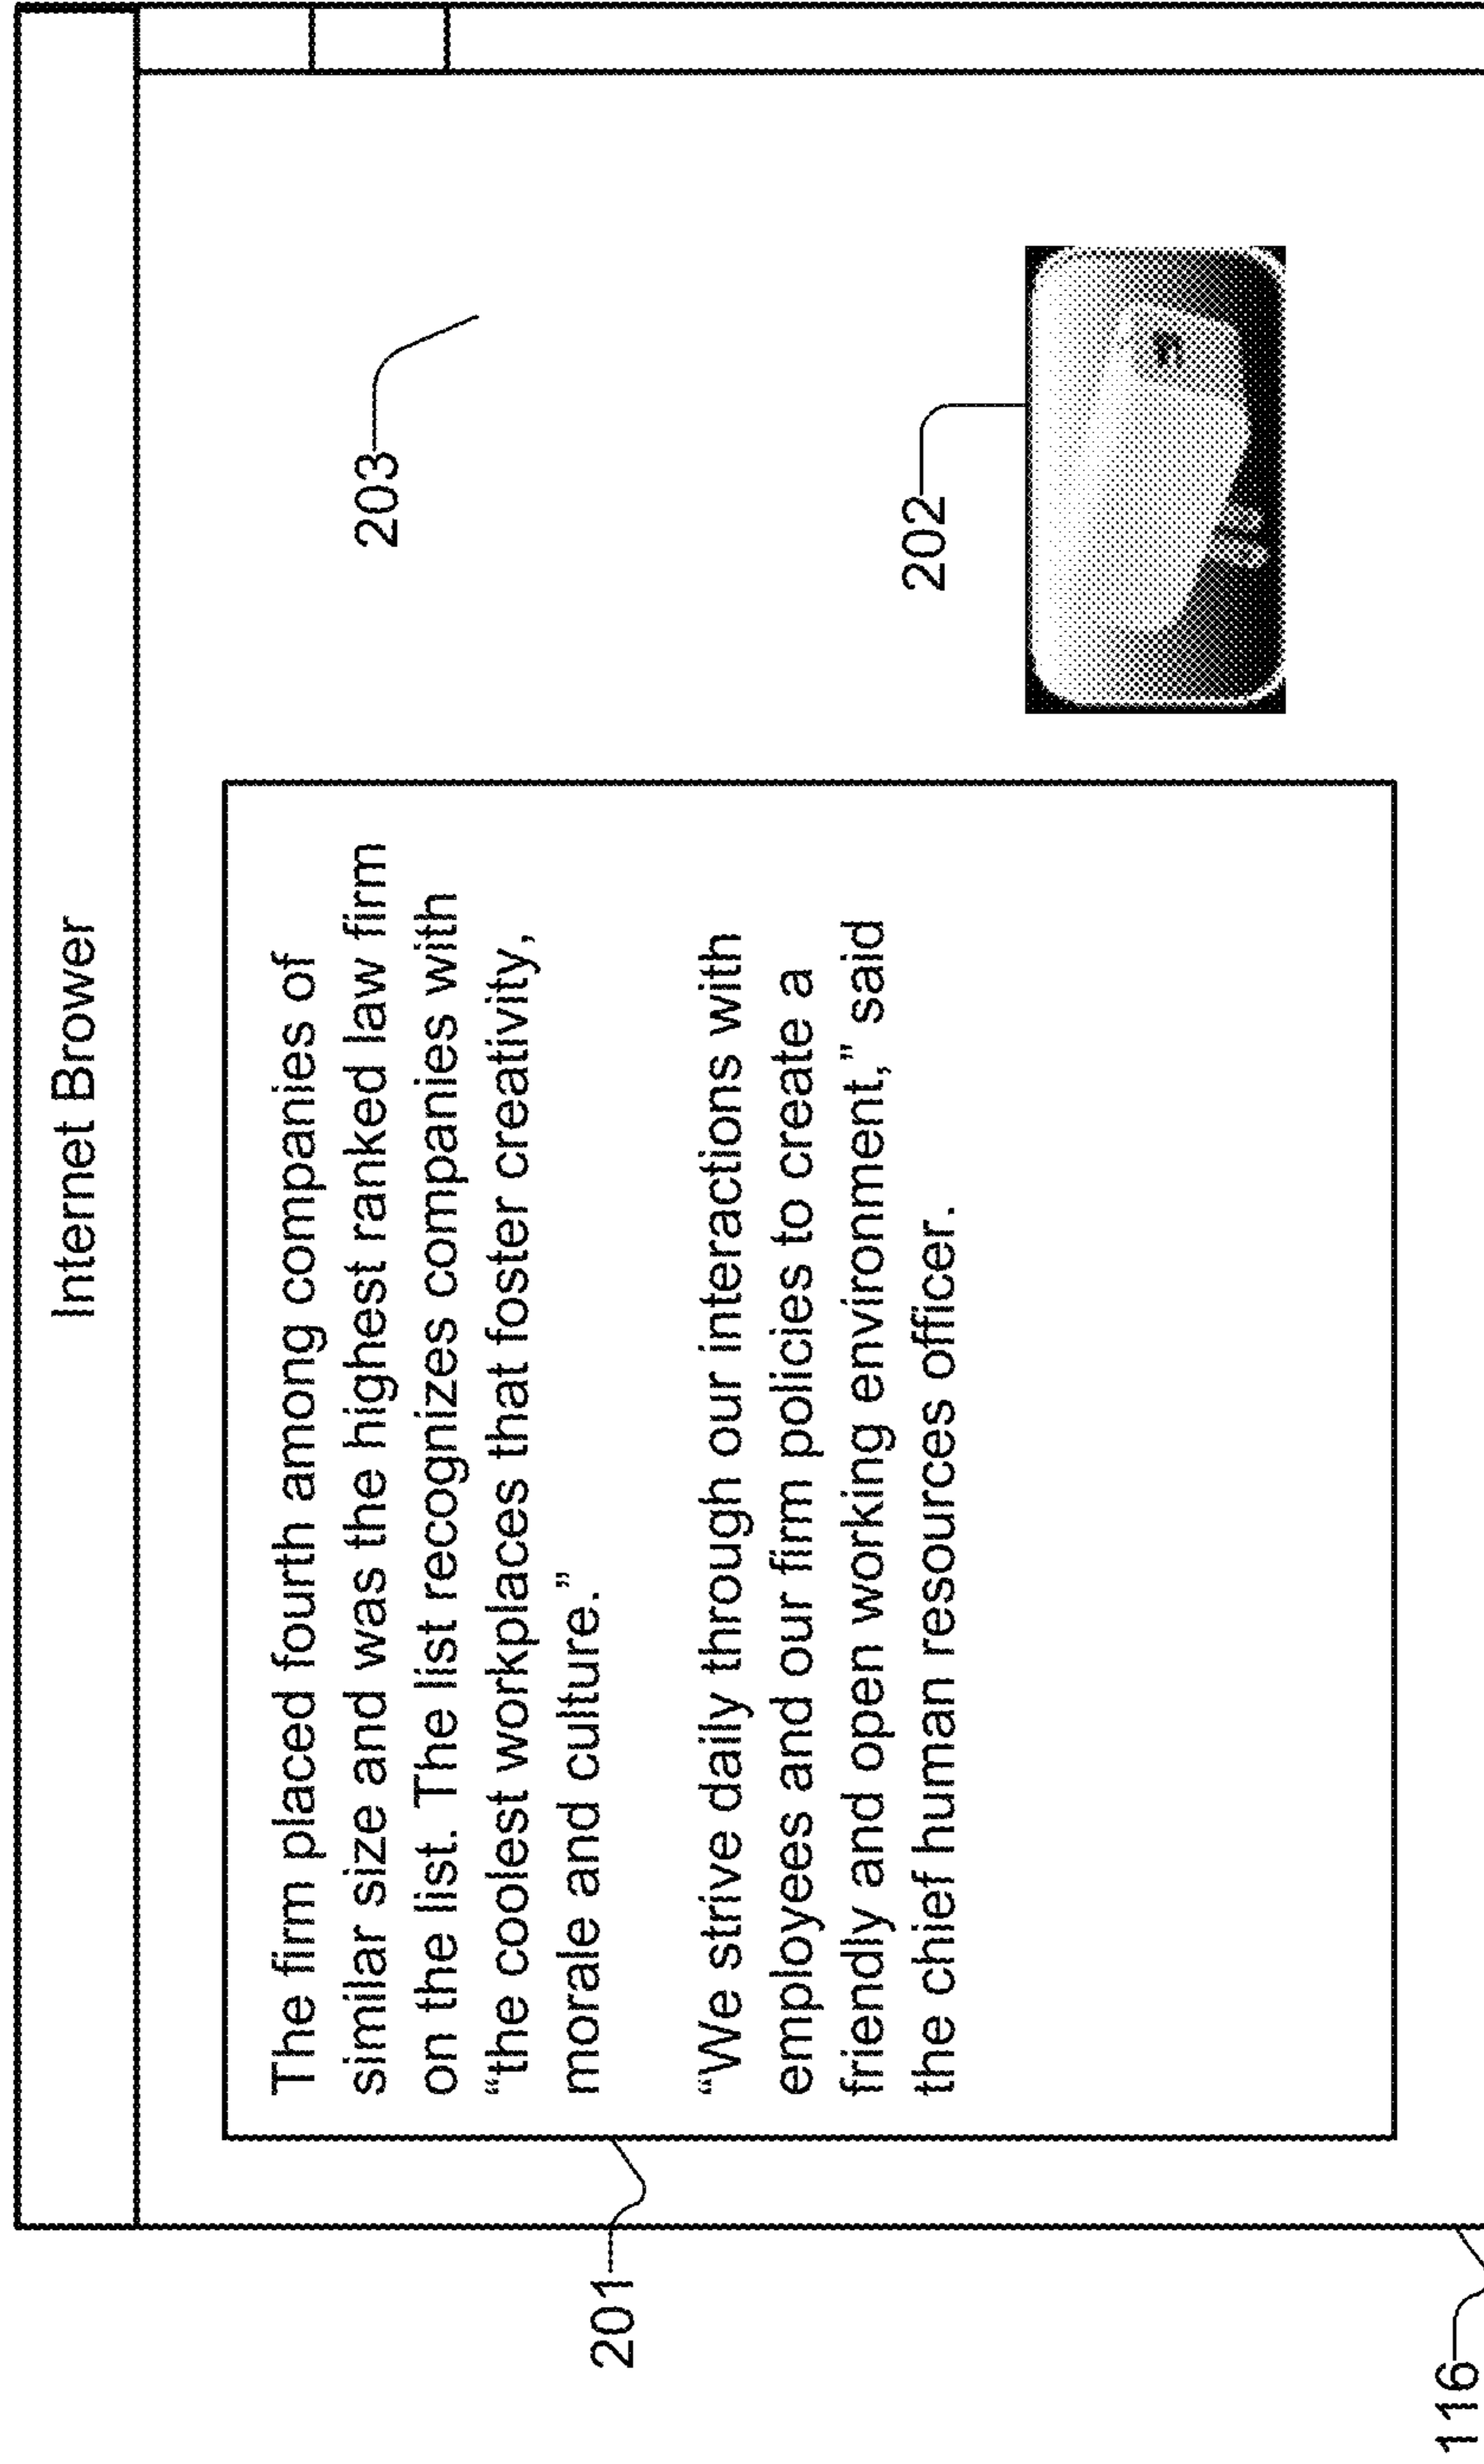 Internet Brower
The firm placed fourth among companies of
similar size and was the highest ranked law firm
on the list. The list recognizes companies with
“the coolest workplaces that foster creativity,
morale and culture.”
“We strive daily through our interactions with
employees and our firm policies to create a
friendly and open working environment,” said
the chief human resources officer.
203
202
201
116